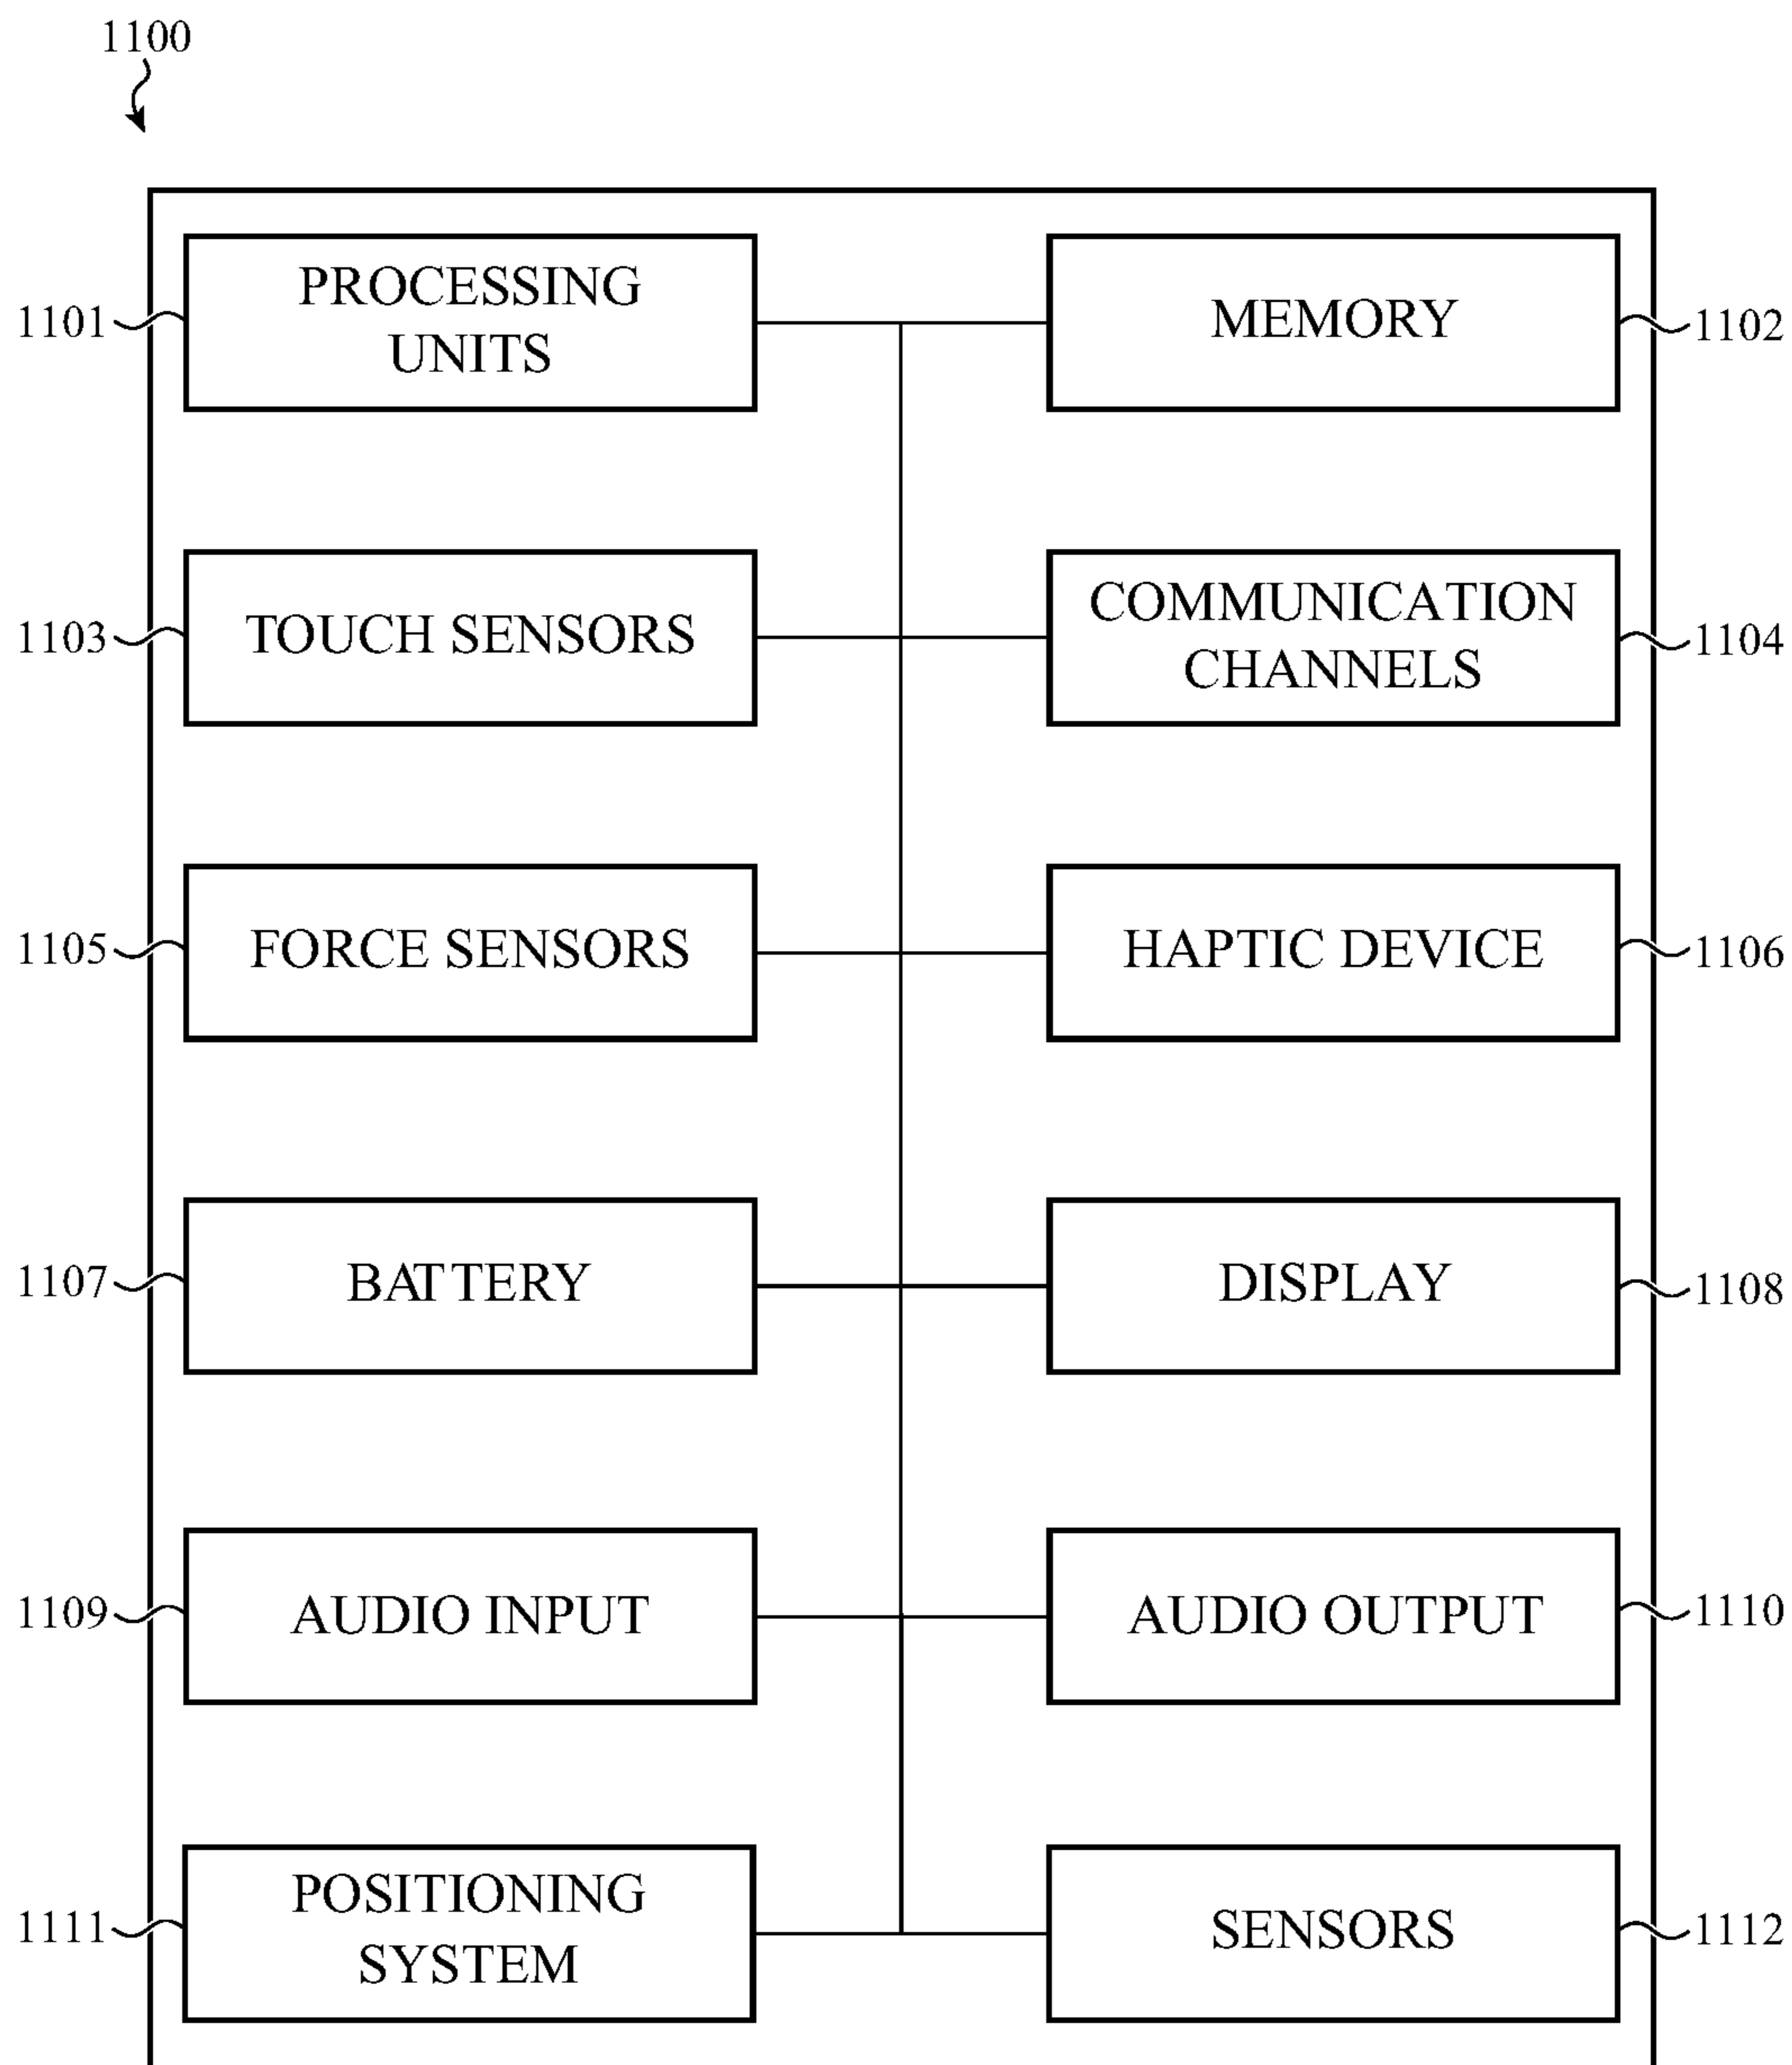 1100
PROCESSING
UNITS
1101
MEMORY
1102
TOUCH SENSORS
1103
COMMUNICATION
CHANNELS
1104
FORCE SENSORS
1105
HAPTIC DEVICE
1106
BATTERY
1107
DISPLAY
1108
AUDIO INPUT
1109
AUDIO OUTPUT
1110
POSITIONING
SYSTEM
1111
SENSORS
1112